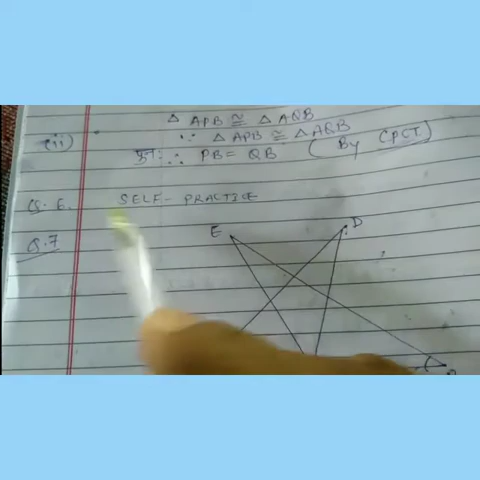 △ APB ≅ △ AQB
(ii) ∵ △ APB ≅ △ AQB
पुनः ∴ PB = QB (By CPCT)
Q.6. SELF-PRACTICE
Q.7
E D